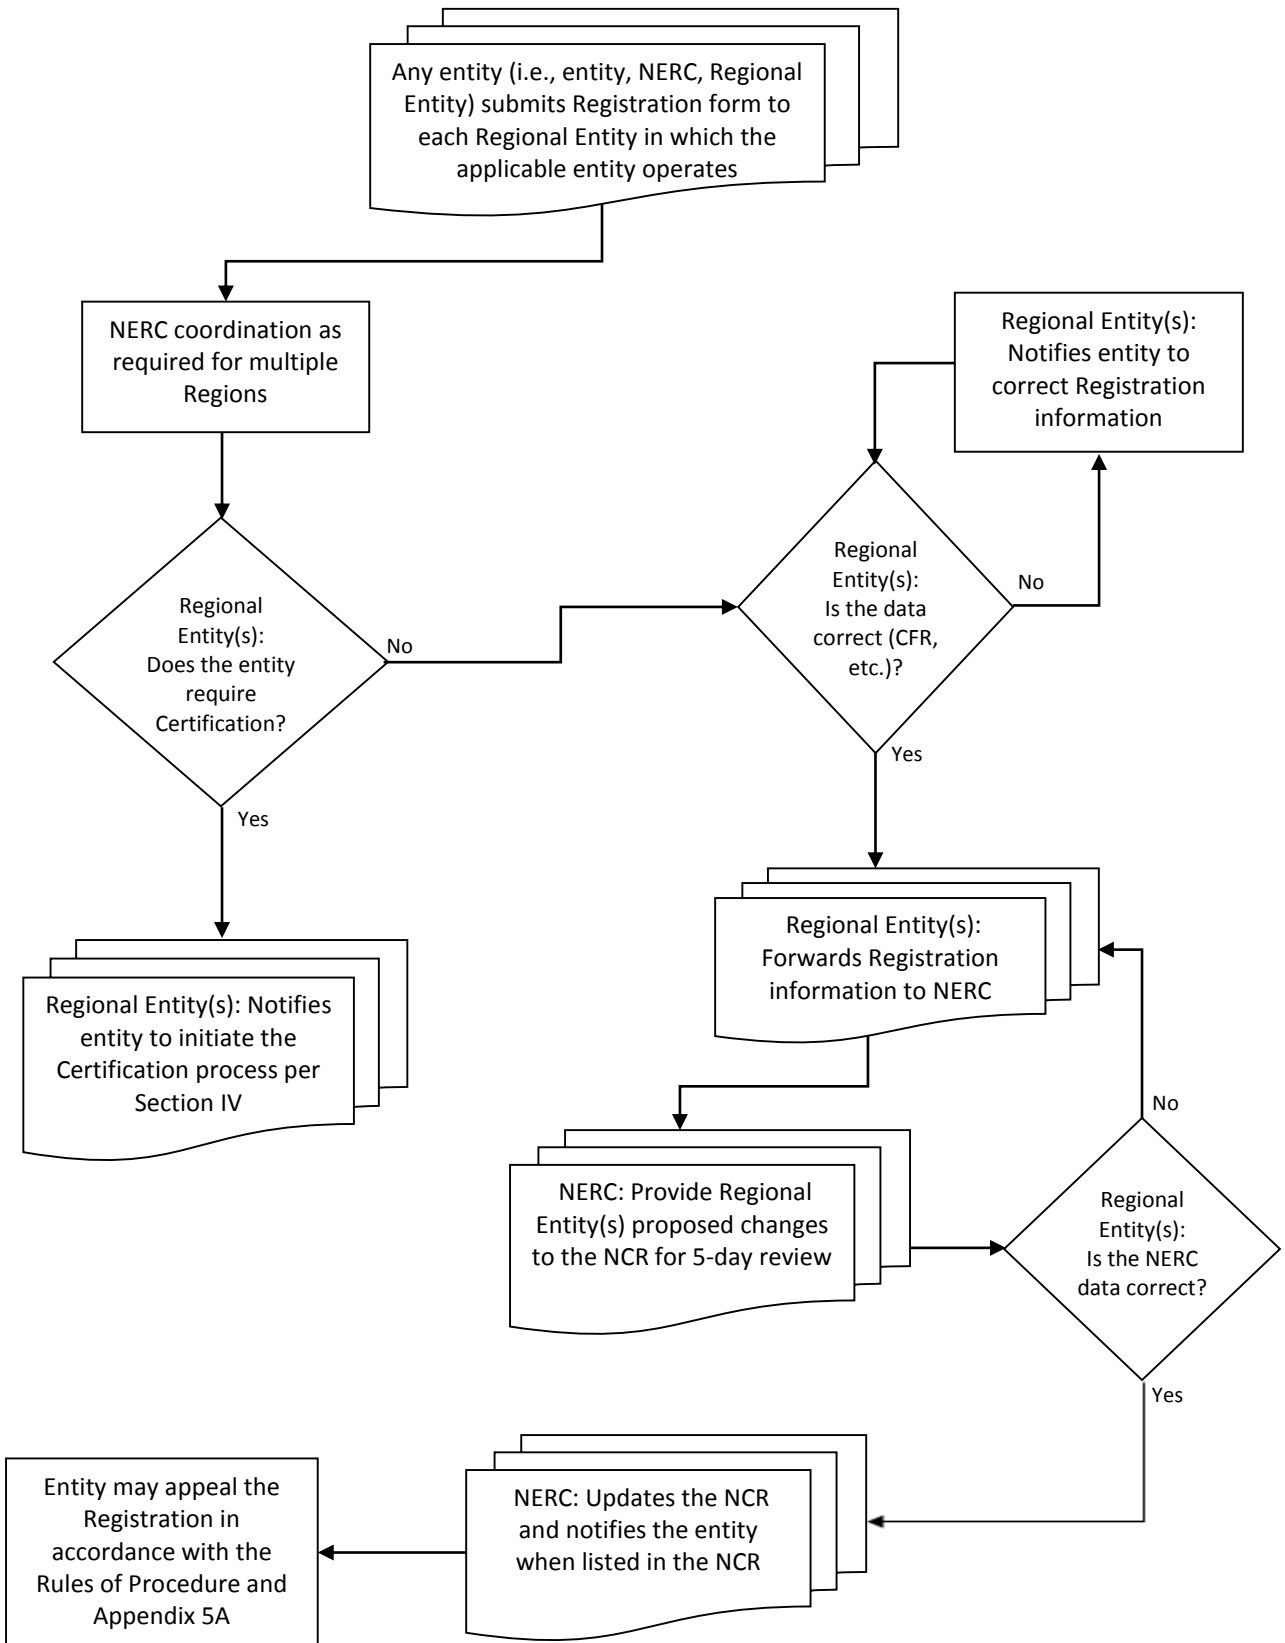 Any entity (i.e., entity, NERC, Regional
Entity) submits Registration form to
each Regional Entity in which the
applicable entity operates
NERC coordination as
required for multiple
Regions
Regional Entity(s):
Notifies entity to
correct Registration
information
Regional
Entity(s):
Does the entity
require
Certification?
No
Yes
Regional
Entity(s):
Is the data
correct (CFR,
etc.)?
No
Yes
Regional Entity(s): Notifies
entity to initiate the
Certification process per
Section IV
Regional Entity(s):
Forwards Registration
information to NERC
NERC: Provide Regional
Entity(s) proposed changes
to the NCR for 5-day review
No
Regional
Entity(s):
Is the NERC
data correct?
Yes
NERC: Updates the NCR
and notifies the entity
when listed in the NCR
Entity may appeal the
Registration in
accordance with the
Rules of Procedure and
Appendix 5A